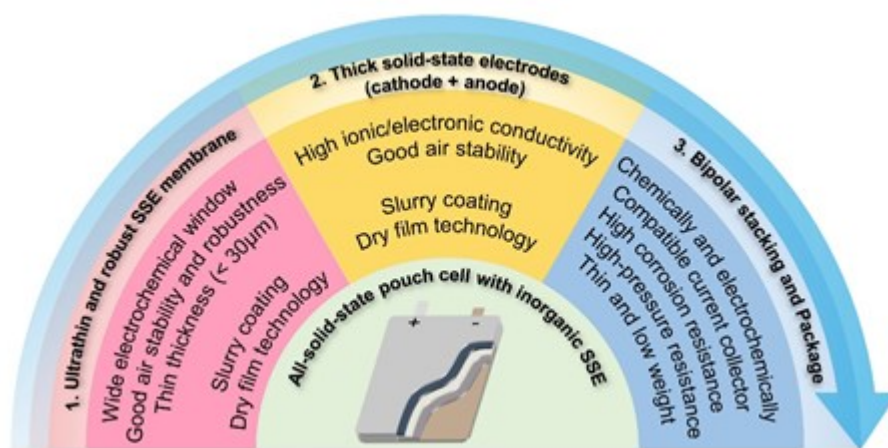 1. Ultrathin and robust SSE membrane
Wide electrochemical window
Good air stability and robustness
Thin thickness (< 30μm)
Slurry coating
Dry film technology
2. Thick solid-state electrodes
(cathode + anode)
High ionic/electronic conductivity
Good air stability
Slurry coating
Dry film technology
3. Bipolar stacking and Package
Chemically and electrochemically
Compatible current collector
High corrosion resistance
High-pressure resistance
Thin and low weight
All-solid-state pouch cell with inorganic SSE
+ -